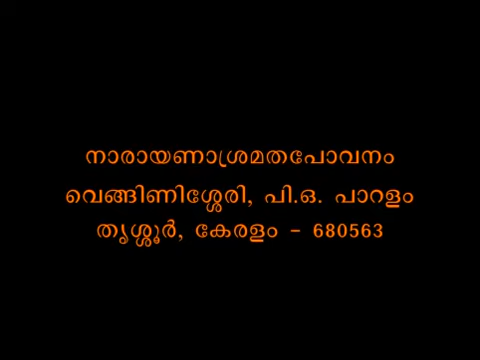 നാരായണാശ്രമതപോവനം
വെങ്ങിണിശ്ശേരി, പി.ഒ. പാറളം
തൃശ്ശൂർ, കേരളം - 680563